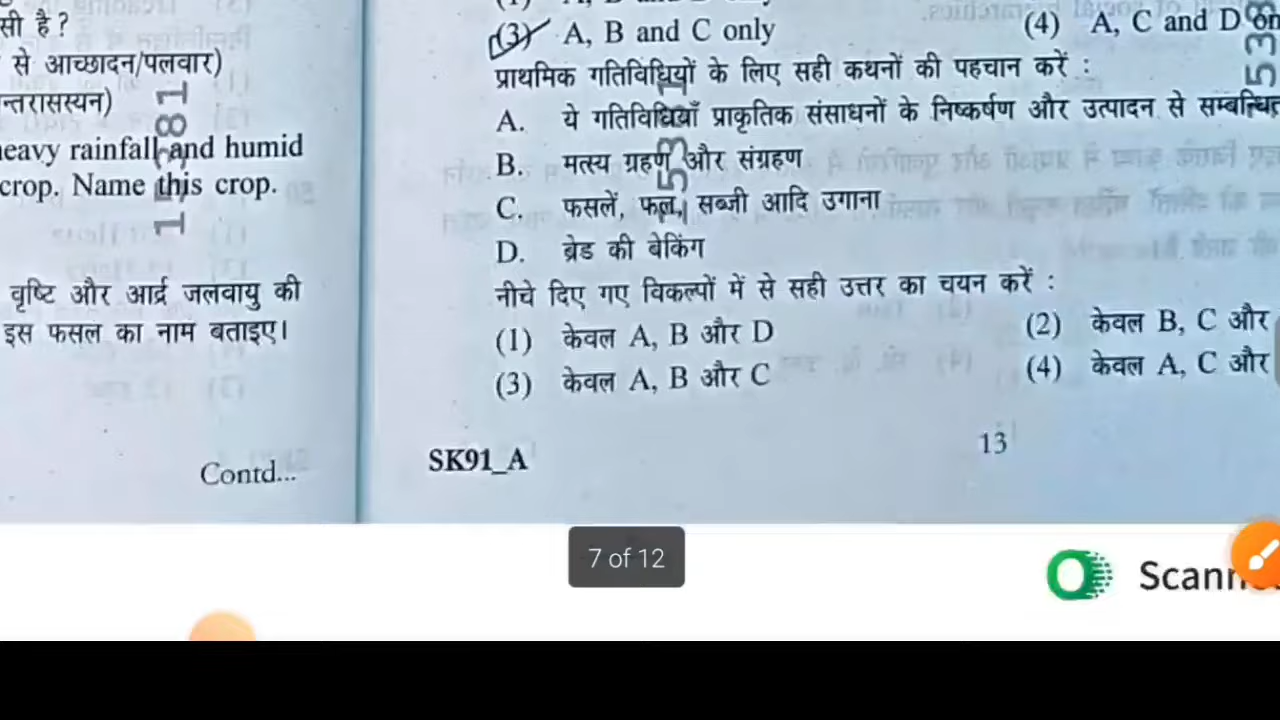 सी है?
से आच्छादन/पलवार)
न्तरासस्यन)
heavy rainfall and humid
crop. Name this crop.
वृष्टि और आर्द्र जलवायु की
इस फसल का नाम बताइए।
Contd...
(3) A, B and C only
(4) A, C and D on
प्राथमिक गतिविधियों के लिए सही कथनों की पहचान करें :
A. ये गतिविधियाँ प्राकृतिक संसाधनों के निष्कर्षण और उत्पादन से सम्बन्धित
B. मत्स्य ग्रहण और संग्रहण
C. फसलें, फल, सब्जी आदि उगाना
D. ब्रेड की बेकिंग
नीचे दिए गए विकल्पों में से सही उत्तर का चयन करें :
(1) केवल A, B और D
(2) केवल B, C और
(3) केवल A, B और C
(4) केवल A, C और
SK91_A
13
7 of 12
Scann